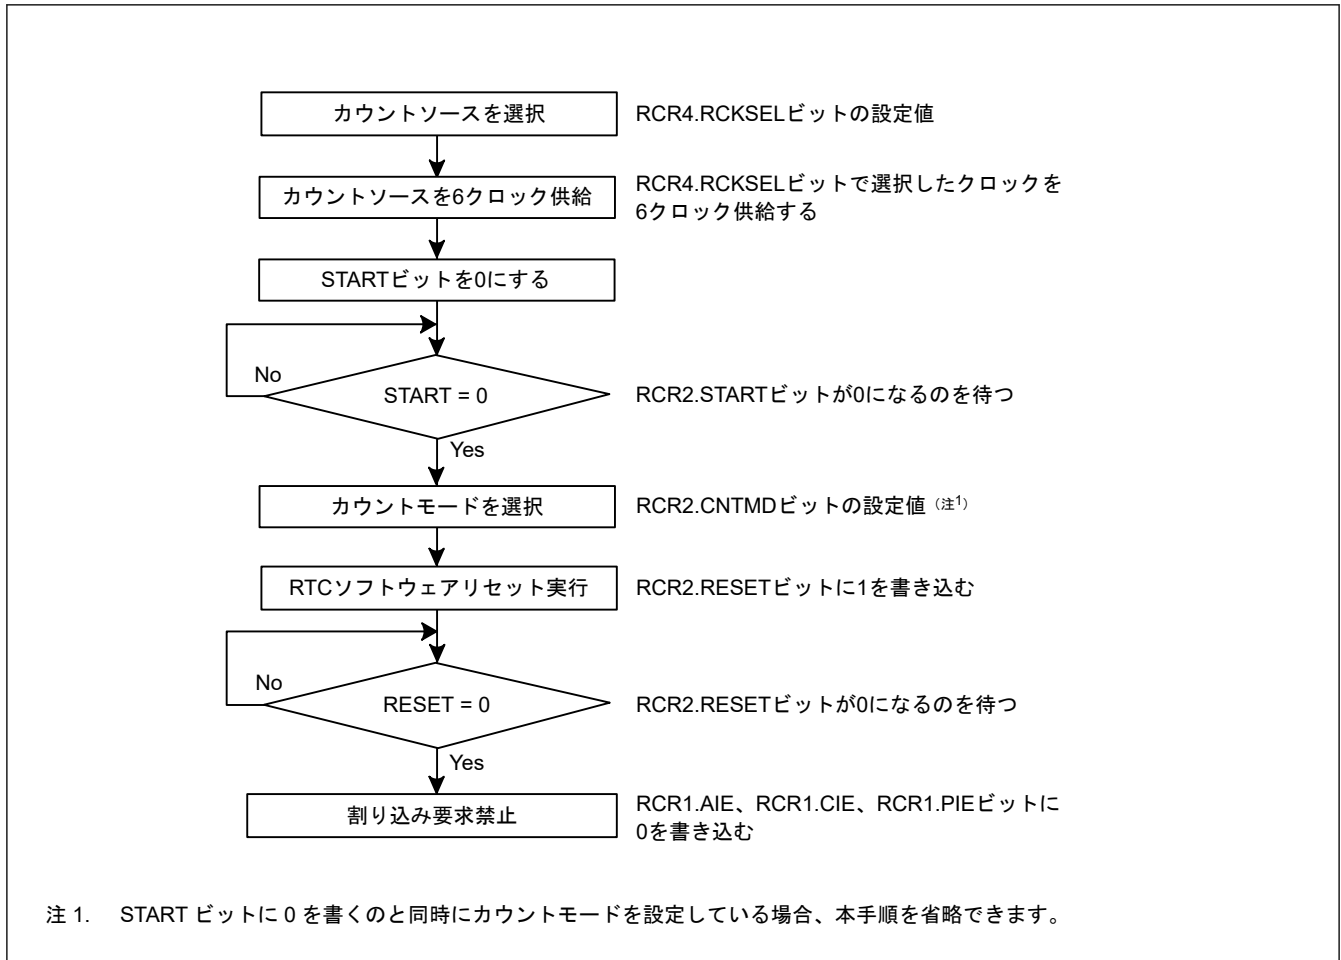 カウントソースを選択
RCR4.RCKSELビットの設定値
カウントソースを6クロック供給
RCR4.RCKSELビットで選択したクロックを
6クロック供給する
STARTビットを0にする
No
START = 0
RCR2.STARTビットが0になるのを待つ
Yes
カウントモードを選択
RCR2.CNTMDビットの設定値（注1）
RTCソフトウェアリセット実行
RCR2.RESETビットに1を書き込む
No
RESET = 0
RCR2.RESETビットが0になるのを待つ
Yes
割り込み要求禁止
RCR1.AIE、RCR1.CIE、RCR1.PIEビットに
0を書き込む
注 1. START ビットに 0 を書くのと同時にカウントモードを設定している場合、本手順を省略できます。